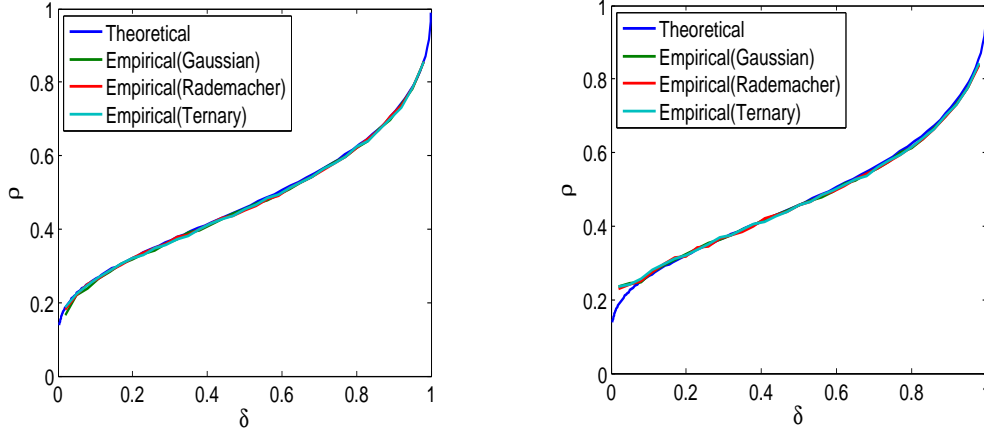 1
0.8
0.6
0.4
0.2
0
ρ
Theoretical
Empirical(Gaussian)
Empirical(Rademacher)
Empirical(Ternary)
0 0.2 0.4 0.6 0.8 1
δ
1
0.8
0.6
0.4
0.2
0
ρ
Theoretical
Empirical(Gaussian)
Empirical(Rademacher)
Empirical(Ternary)
0 0.2 0.4 0.6 0.8 1
δ